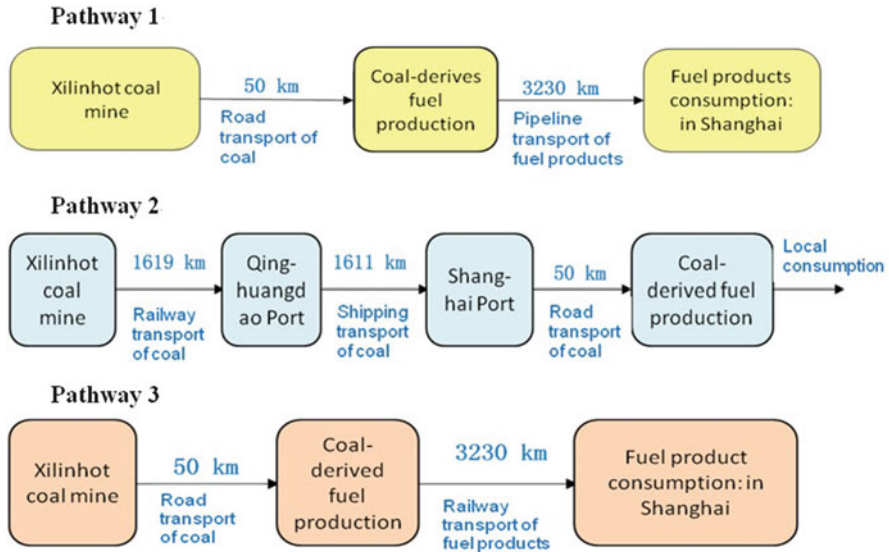 Pathway 1
Xilinhot coal
mine
50 km
Road
transport of
coal
Coal-derives
fuel
production
3230 km
Pipeline
transport of
fuel products
Fuel products
consumption:
in Shanghai
Pathway 2
Xilinhot
coal
mine
1619 km
Railway
transport
of coal
Qing-
huangd
ao Port
1611 km
Shipping
transport
of coal
Shang-
hai Port
50 km
Road
transport
of coal
Coal-
derived fuel
production
Local
consumption
Pathway 3
Xilinhot
coal mine
50 km
Road
transport
of coal
Coal-
derived
fuel
production
3230 km
Railway
transport of
fuel products
Fuel product
consumption: in
Shanghai